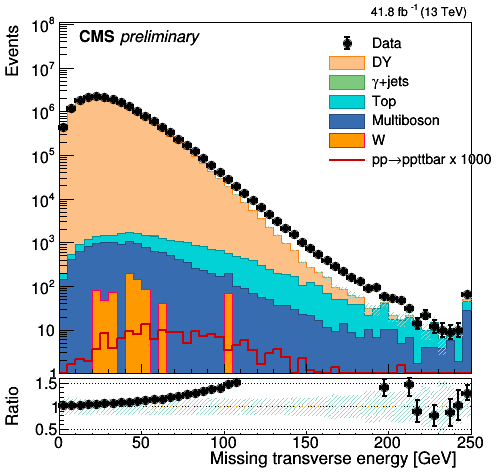 41.8 fb⁻¹ (13 TeV)
CMS preliminary
Events
10⁸
10⁷
10⁶
10⁵
10⁴
10³
10²
10
1
Data
DY
γ+jets
Top
Multiboson
W
pp→ppttbar x 1000
Ratio
1.5
1.0
0.5
0 50 100 150 200 250
Missing transverse energy [GeV]